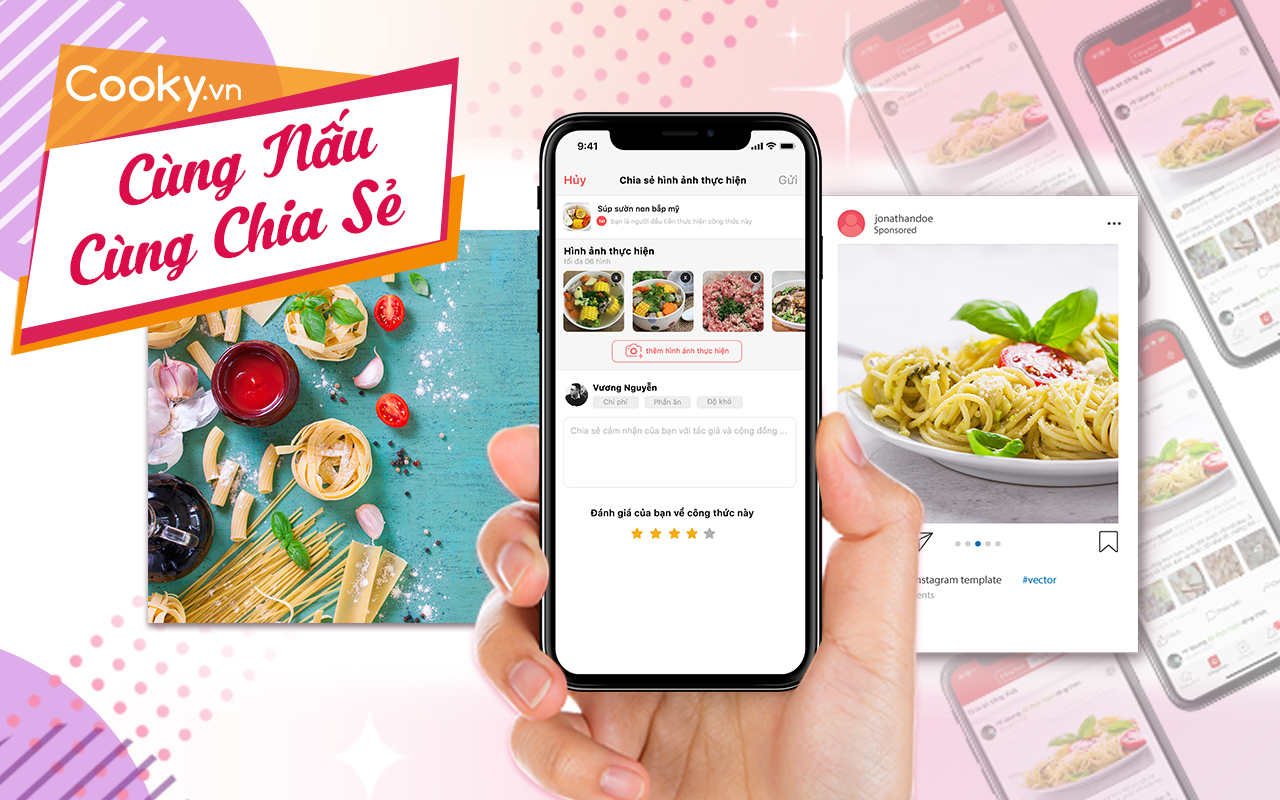 Cooky.vn
Cùng Nấu
Cùng Chia Sẻ
9:41
Hủy
Chia sẻ hình ảnh thực hiện
Gửi
Súp sườn non bắp mỹ
bạn là người đầu tiên thực hiện công thức này
Hình ảnh thực hiện
tối đa 06 hình
x
x
x
thêm hình ảnh thực hiện
Vương Nguyễn
Chi phí
Phần ăn
Độ khó
Chia sẻ cảm nhận của bạn với tác giả và cộng đồng ...
Đánh giá của bạn về công thức này
jonathandoe
Sponsored
nstagram template
#vector
ents